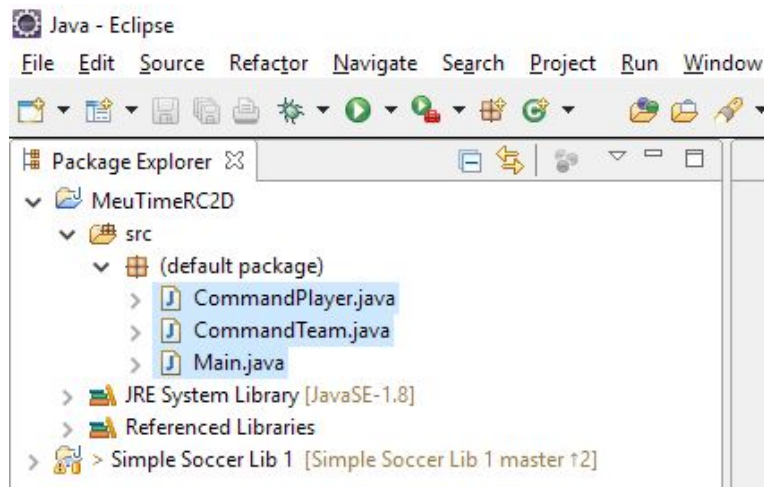 Java - Eclipse
File Edit Source Refactor Navigate Search Project Run Window
Package Explorer
MeuTimeRC2D
src
(default package)
CommandPlayer.java
CommandTeam.java
Main.java
JRE System Library [JavaSE-1.8]
Referenced Libraries
> Simple Soccer Lib 1 [Simple Soccer Lib 1 master ↑2]